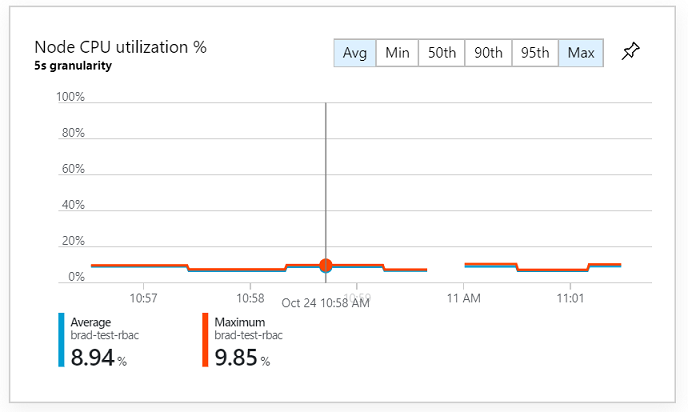 Node CPU utilization %
5s granularity
Avg Min 50th 90th 95th Max
100%
80%
60%
40%
20%
0%
10:57 10:58 10:59 11 AM 11:01
Oct 24 10:58 AM
Average Maximum
brad-test-rbac brad-test-rbac
8.94% 9.85%